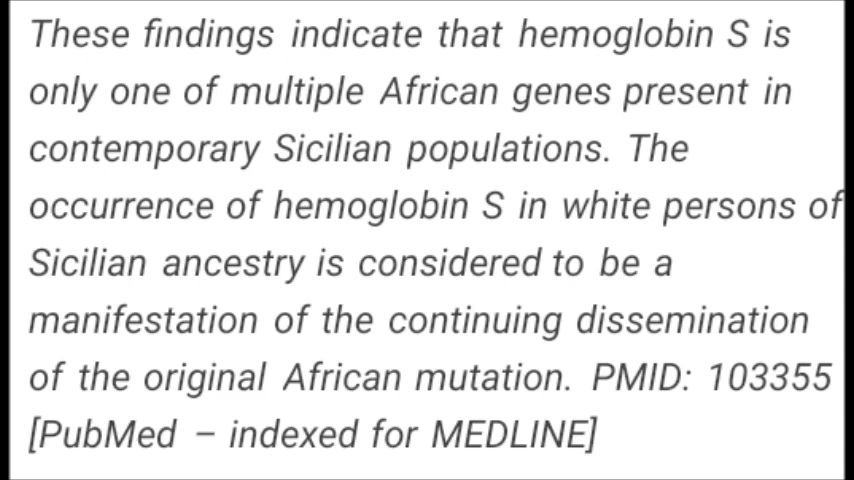 These findings indicate that hemoglobin S is
only one of multiple African genes present in
contemporary Sicilian populations. The
occurrence of hemoglobin S in white persons of
Sicilian ancestry is considered to be a
manifestation of the continuing dissemination
of the original African mutation. PMID: 103355
[PubMed – indexed for MEDLINE]